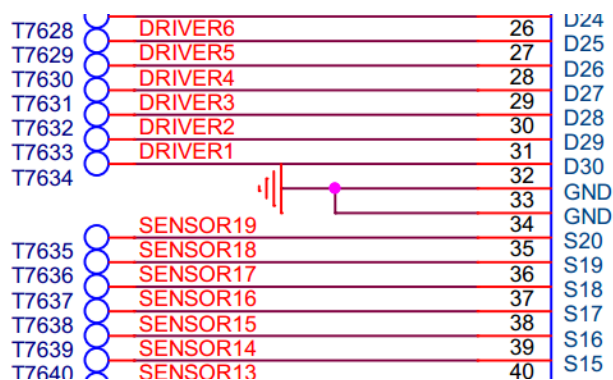 D24
T7628 DRIVER6 26 D25
T7629 DRIVER5 27 D26
T7630 DRIVER4 28 D27
T7631 DRIVER3 29 D28
T7632 DRIVER2 30 D29
T7633 DRIVER1 31 D30
T7634 32 GND
33 GND
SENSOR19 34 S20
T7635 SENSOR18 35 S19
T7636 SENSOR17 36 S18
T7637 SENSOR16 37 S17
T7638 SENSOR15 38 S16
T7639 SENSOR14 39 S15
T7640 SENSOR13 40